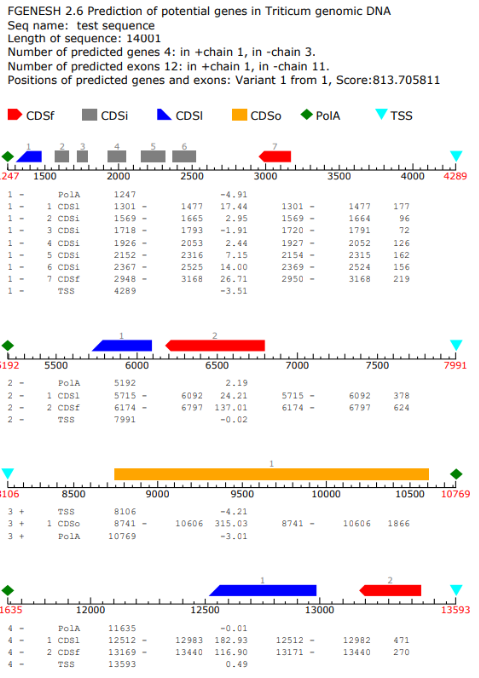 FGENESH 2.6 Prediction of potential genes in Triticum genomic DNA
Seq name: test sequence
Length of sequence: 14001
Number of predicted genes 4: in +chain 1, in -chain 3.
Number of predicted exons 12: in +chain 1, in -chain 11.
Positions of predicted genes and exons: Variant 1 from 1, Score:813.705811
CDSf CDSi CDSl CDSo PolA TSS
1 2 3 4 5 6 7
1247 1500 2000 2500 3000 3500 4000 4289
1 - PolA 1247 -4.91
1 - 1 CDSl 1301 - 1477 17.44 1301 - 1477 177
1 - 2 CDSi 1569 - 1665 2.95 1569 - 1664 96
1 - 3 CDSi 1718 - 1793 -1.91 1720 - 1791 72
1 - 4 CDSi 1926 - 2053 2.44 1927 - 2052 126
1 - 5 CDSi 2152 - 2316 7.15 2154 - 2315 162
1 - 6 CDSi 2367 - 2525 14.00 2369 - 2524 156
1 - 7 CDSf 2948 - 3168 26.71 2950 - 3168 219
1 - TSS 4289 -3.51
1 2
5192 5500 6000 6500 7000 7500 7991
2 - PolA 5192 2.19
2 - 1 CDSl 5715 - 6092 24.21 5715 - 6092 378
2 - 2 CDSf 6174 - 6797 137.01 6174 - 6797 624
2 - TSS 7991 -0.02
1
8106 8500 9000 9500 10000 10500 10769
3 + TSS 8106 -4.21
3 + 1 CDSo 8741 - 10606 315.03 8741 - 10606 1866
3 + PolA 10769 -3.01
1 2
11635 12000 12500 13000 13593
4 - PolA 11635 -0.01
4 - 1 CDSl 12512 - 12983 182.93 12512 - 12982 471
4 - 2 CDSf 13169 - 13440 116.90 13171 - 13440 270
4 - TSS 13593 0.49